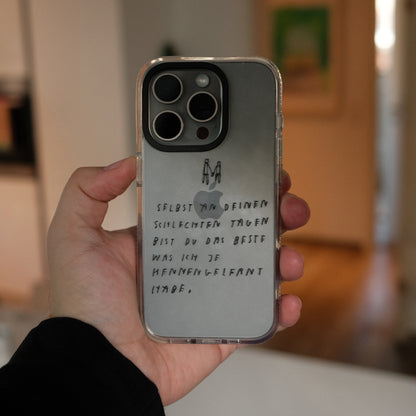 SELBST AN DEINEN
SCHLECHTEN TAGEN
BIST DU DAS BESTE
WAS ICH JE
KENNENGELERNT
HABE.